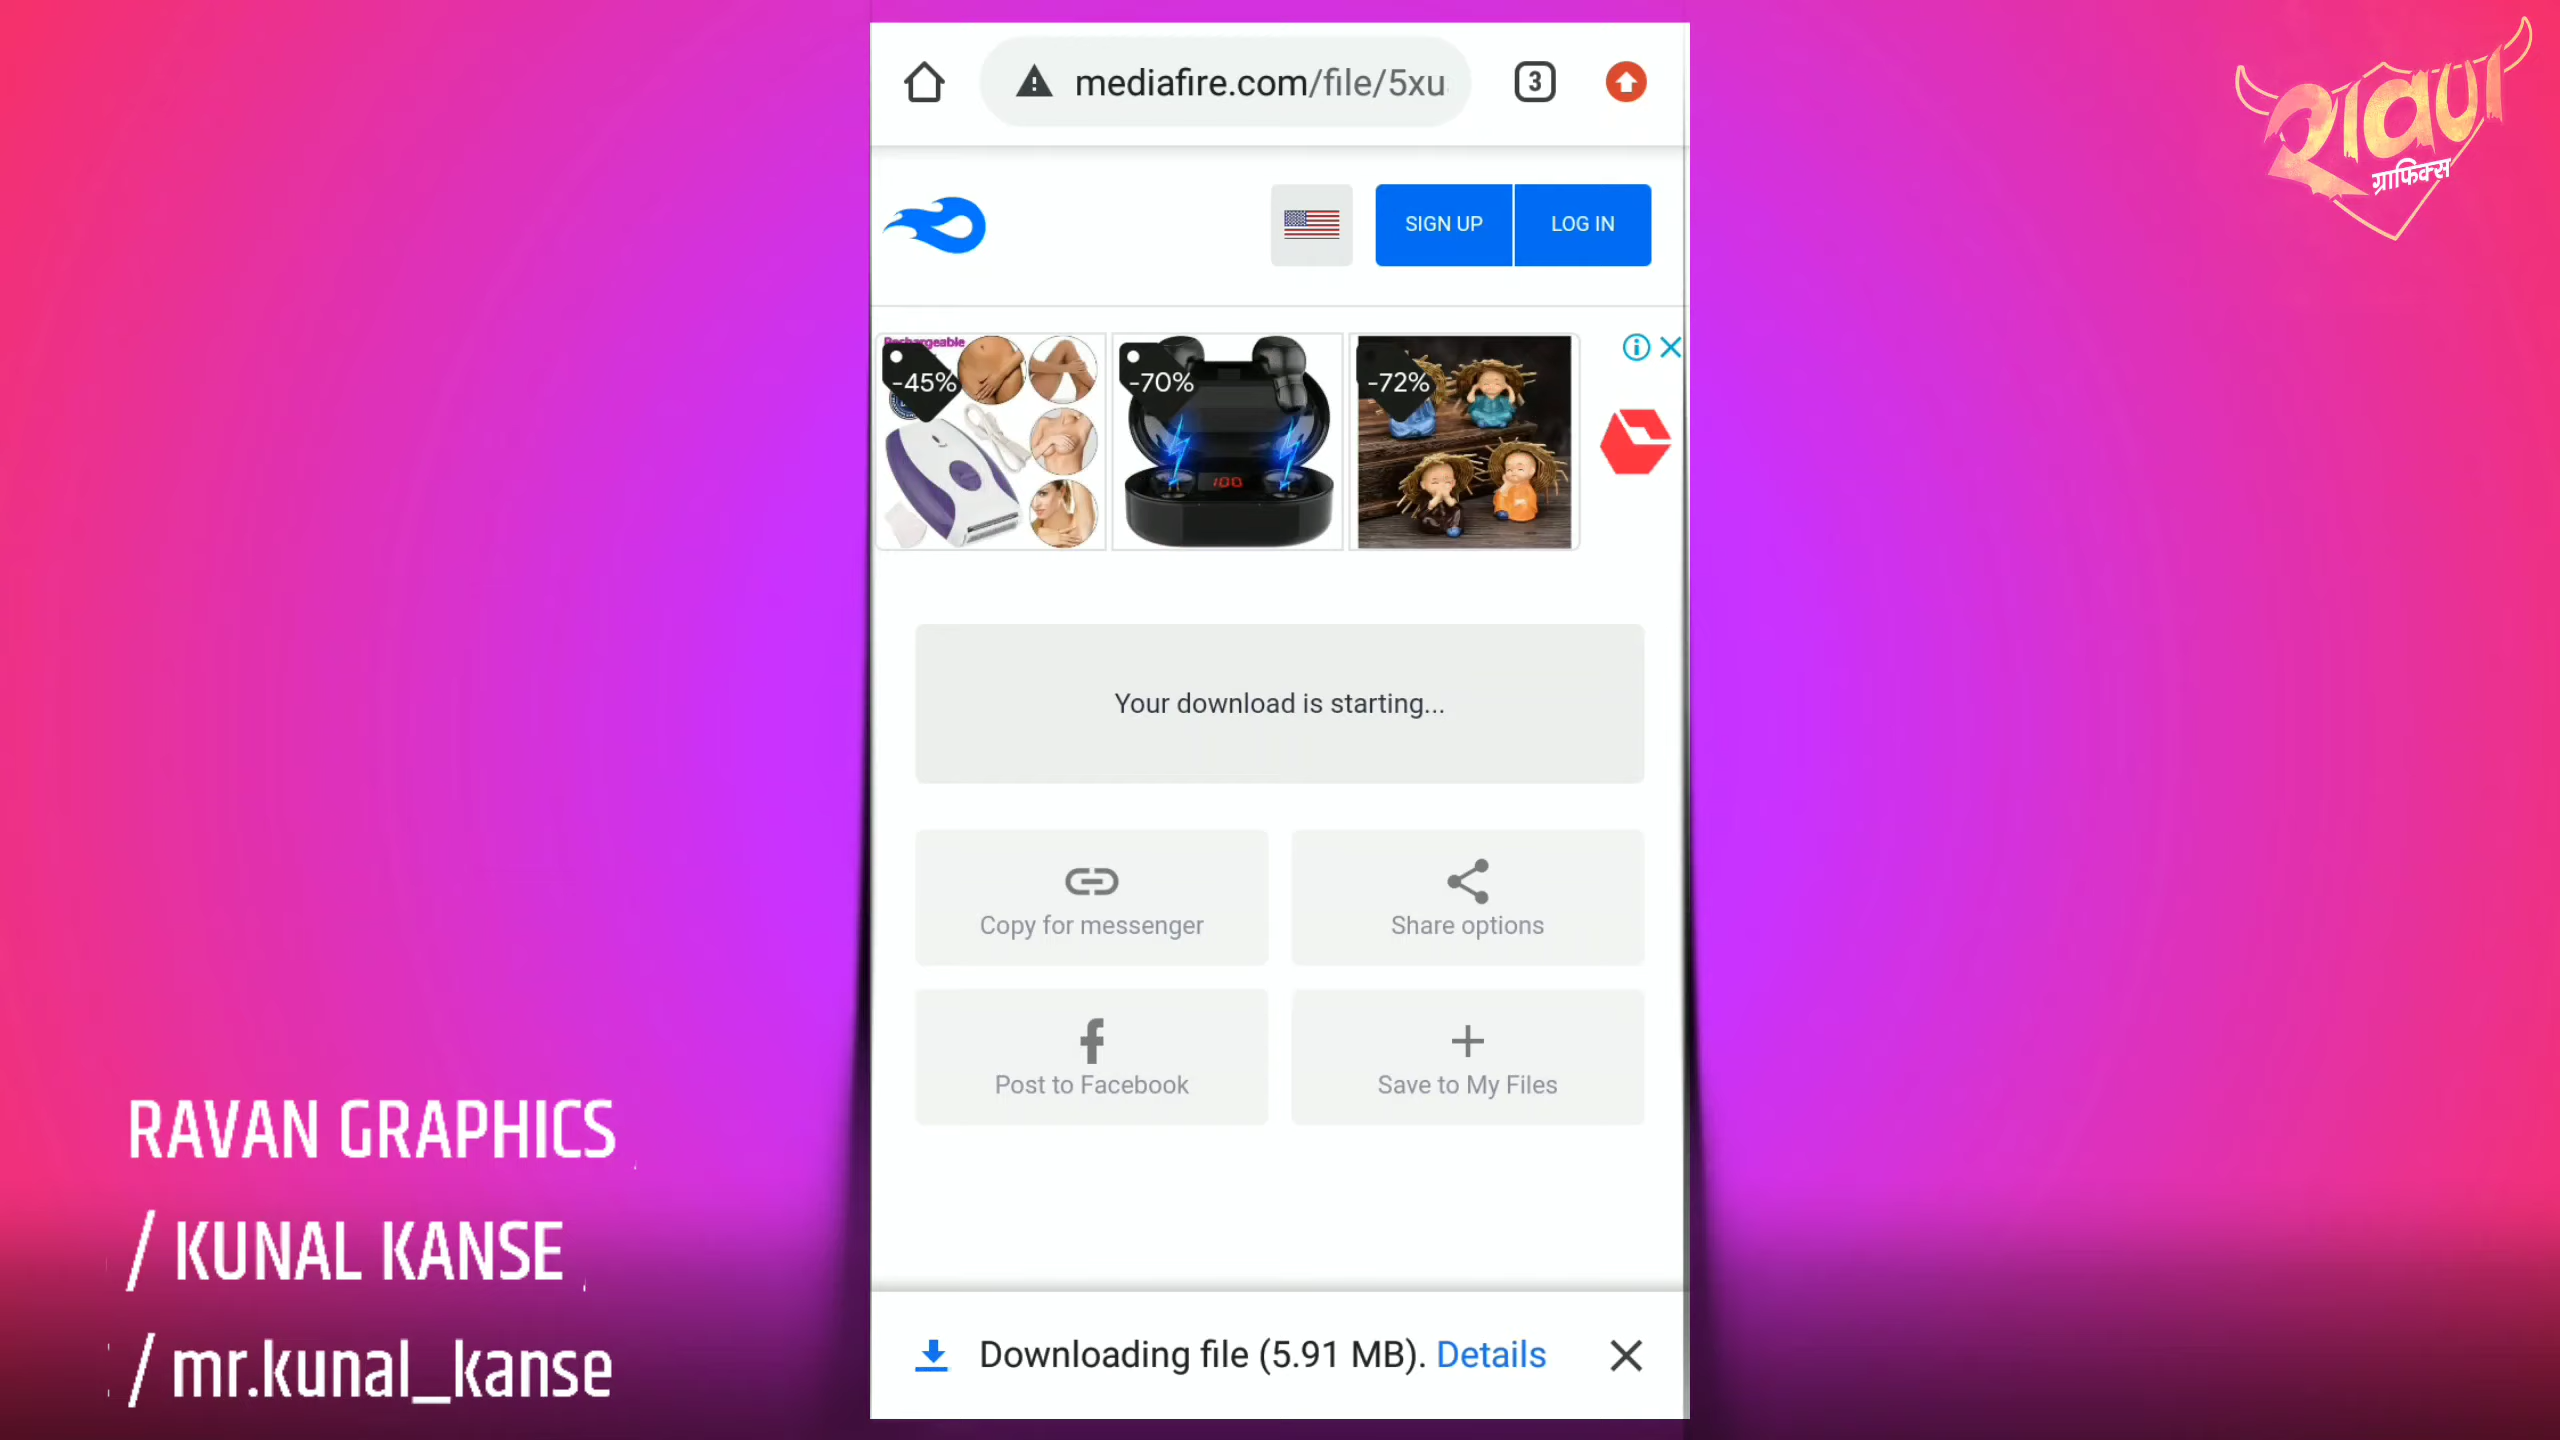 3
mediafire.com/file/5xu
रावण
ग्राफिक्स
SIGN UP
LOG IN
Rechargeable
-45%
-70%
-72%
100
Your download is starting...
Copy for messenger
Share options
Post to Facebook
Save to My Files
RAVAN GRAPHICS
/ KUNAL KANSE
/ mr.kunal_kanse
Downloading file (5.91 MB). Details